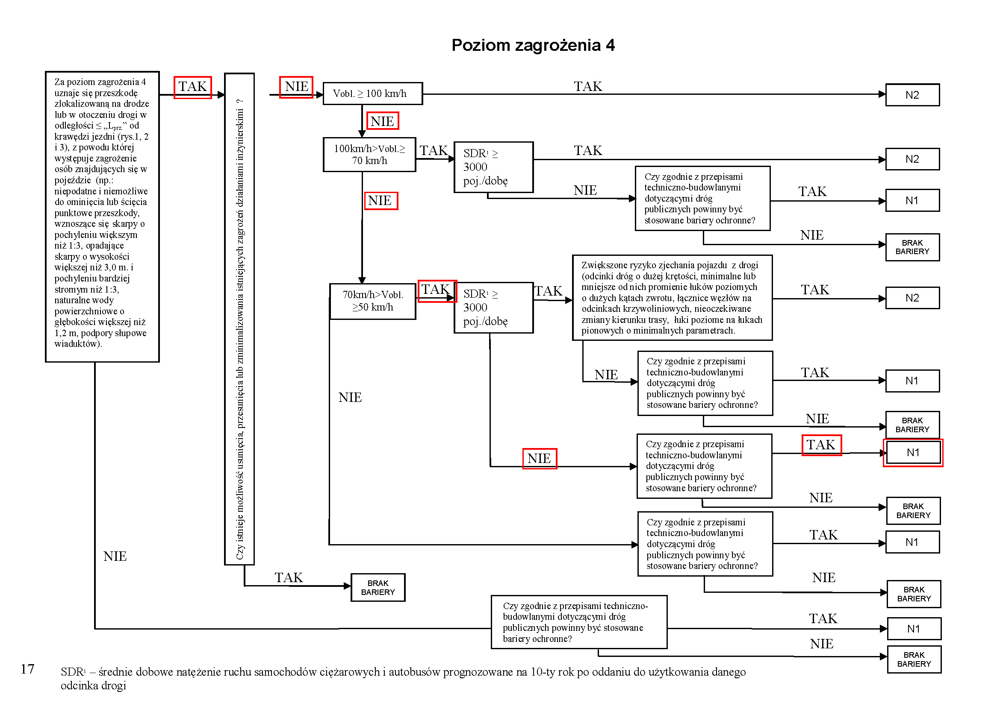 Poziom zagrożenia 4
Za poziom zagrożenia 4
uznaje się przeszkodę
zlokalizowaną na drodze
lub w otoczeniu drogi w
odległości ≤ „Lprz.” od
krawędzi jezdni (rys.1, 2
i 3), z powodu której
występuje zagrożenie
osób znajdujących się w
pojeździe (np.:
niepodatne i niemożliwe
do ominięcia lub ścięcia
punktowe przeszkody,
wznoszące się skarpy o
pochyleniu większym
niż 1:3, opadające
skarpy o wysokości
większej niż 3,0 m. i
pochyleniu bardziej
stromym niż 1:3,
naturalne wody
powierzchniowe o
głębokości większej niż
1,2 m, podpory słupowe
wiaduktów).
TAK
NIE
Czy istnieje możliwość usunięcia, przesunięcia lub zminimalizowania istniejących zagrożeń działaniami inżynierskimi ?
TAK
BRAK
BARIERY
NIE
Vobl. ≥ 100 km/h
TAK
N2
NIE
100km/h>Vobl.≥
70 km/h
TAK
SDR¹ ≥
3000
poj./dobę
TAK
N2
NIE
Czy zgodnie z przepisami
techniczno-budowlanymi
dotyczącymi dróg
publicznych powinny być
stosowane bariery ochronne?
TAK
N1
NIE
BRAK
BARIERY
NIE
70km/h>Vobl.
≥50 km/h
TAK
SDR¹ ≥
3000
poj./dobę
TAK
Zwiększone ryzyko zjechania pojazdu z drogi
(odcinki dróg o dużej krętości, minimalne lub
mniejsze od nich promienie łuków poziomych
o dużych kątach zwrotu, łącznice węzłów na
odcinkach krzywoliniowych, nieoczekiwane
zmiany kierunku trasy, łuki poziome na łukach
pionowych o minimalnych parametrach.
TAK
N2
NIE
Czy zgodnie z przepisami
techniczno-budowlanymi
dotyczącymi dróg
publicznych powinny być
stosowane bariery ochronne?
TAK
N1
NIE
BRAK
BARIERY
NIE
Czy zgodnie z przepisami
techniczno-budowlanymi
dotyczącymi dróg
publicznych powinny być
stosowane bariery ochronne?
TAK
N1
NIE
BRAK
BARIERY
NIE
Czy zgodnie z przepisami
techniczno-budowlanymi
dotyczącymi dróg
publicznych powinny być
stosowane bariery ochronne?
TAK
N1
NIE
BRAK
BARIERY
Czy zgodnie z przepisami techniczno-
budowlanymi dotyczącymi dróg
publicznych powinny być stosowane
bariery ochronne?
TAK
N1
NIE
BRAK
BARIERY
17
SDR¹ – średnie dobowe natężenie ruchu samochodów ciężarowych i autobusów prognozowane na 10-ty rok po oddaniu do użytkowania danego
odcinka drogi